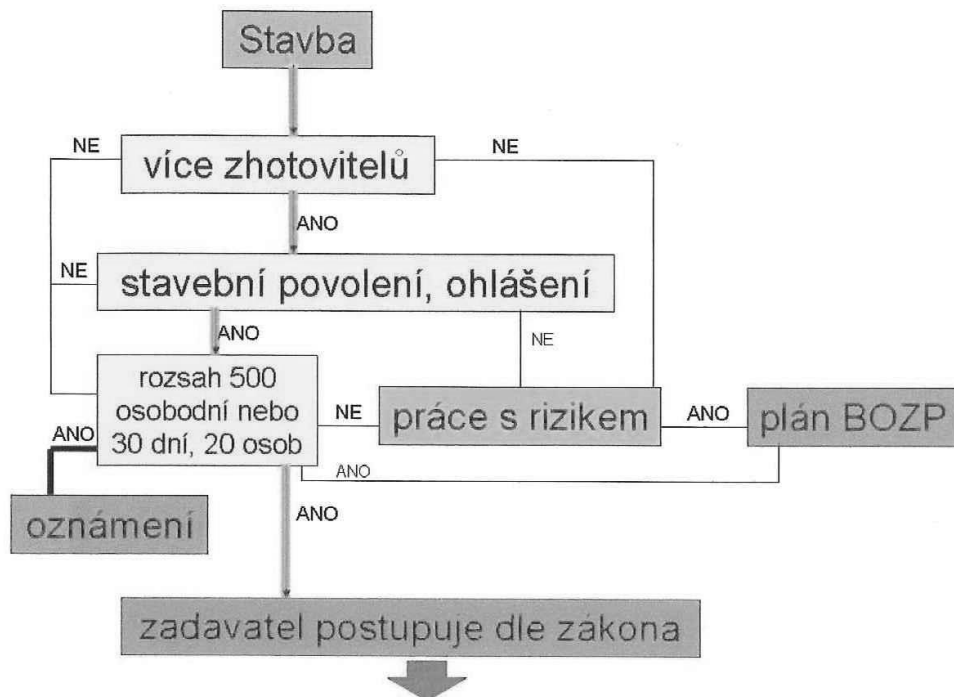 Stavba
NE
NE
více zhotovitelů
ANO
NE
stavební povolení, ohlášení
ANO
NE
rozsah 500
osobodní nebo
30 dní, 20 osob
NE
práce s rizikem
ANO
plán BOZP
ANO
ANO
oznámení
ANO
zadavatel postupuje dle zákona